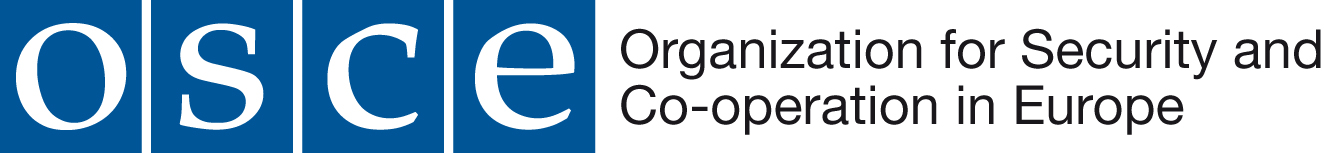 osce
Organization for Security and
Co-operation in Europe